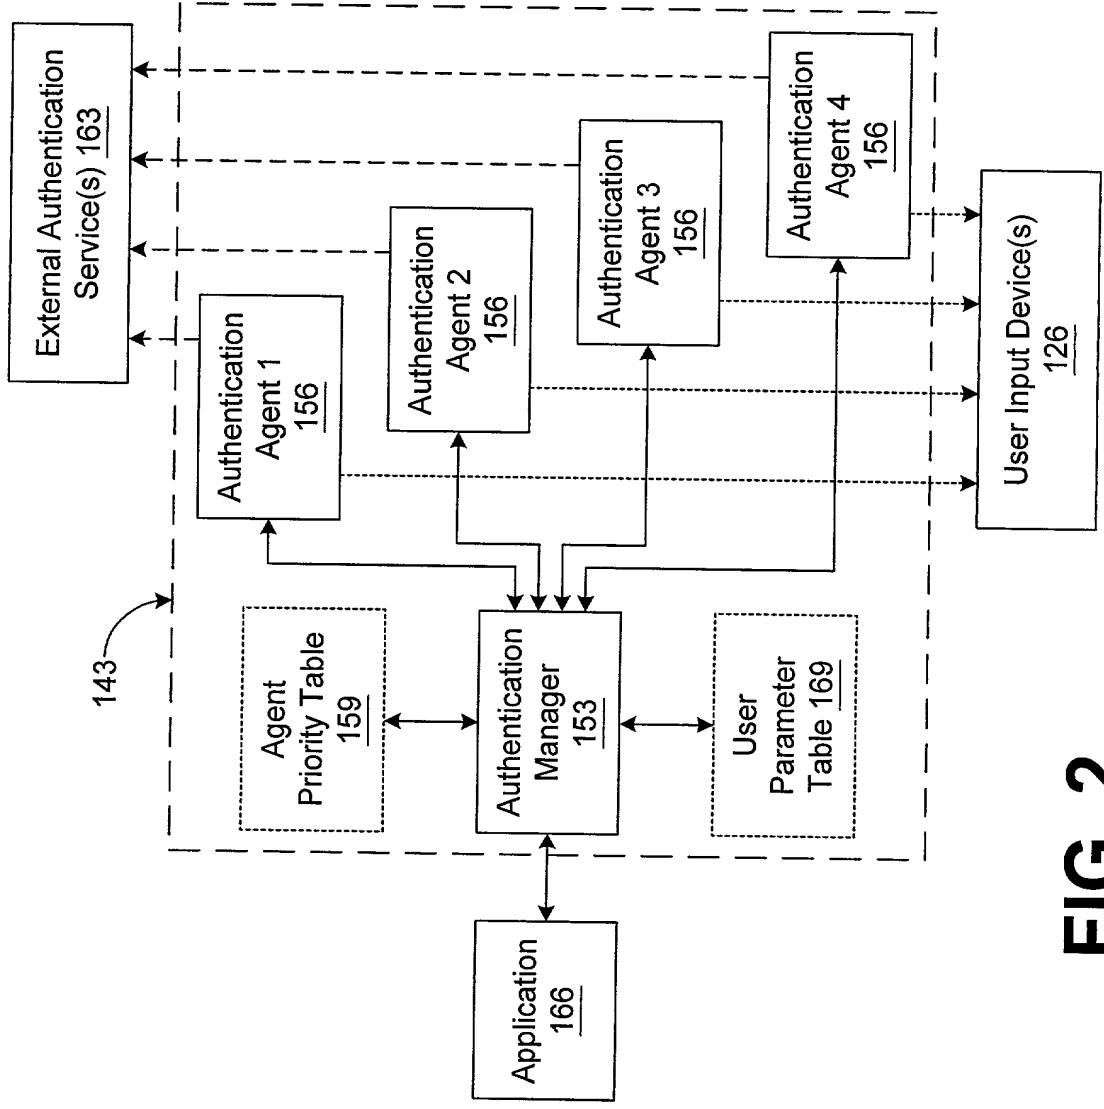 External Authentication
Service(s) 163
Authentication
Agent 1
156
Authentication
Agent 2
156
Authentication
Agent 3
156
Authentication
Agent 4
156
143
Agent
Priority Table
159
Authentication
Manager
153
User
Parameter
Table 169
Application
166
User Input Device(s)
126
FIG. 2